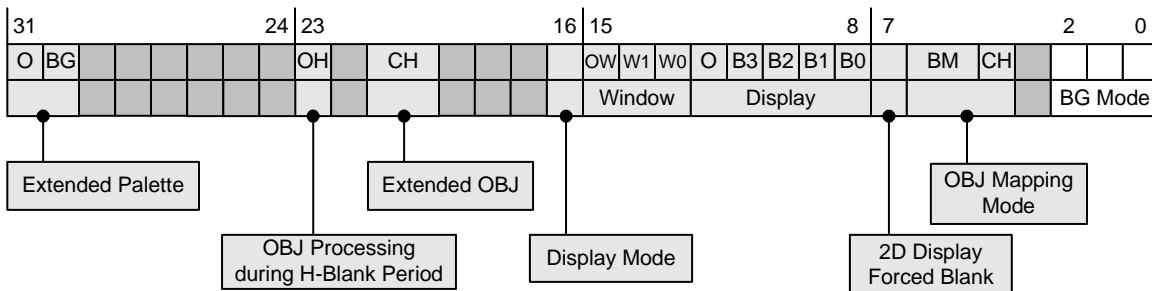 31 24 23 16 15 8 7 2 0
O BG OH CH OW W1 W0 O B3 B2 B1 B0 BM CH
Window Display BG Mode
Extended Palette Extended OBJ OBJ Mapping
Mode
OBJ Processing
during H-Blank Period
Display Mode
2D Display
Forced Blank